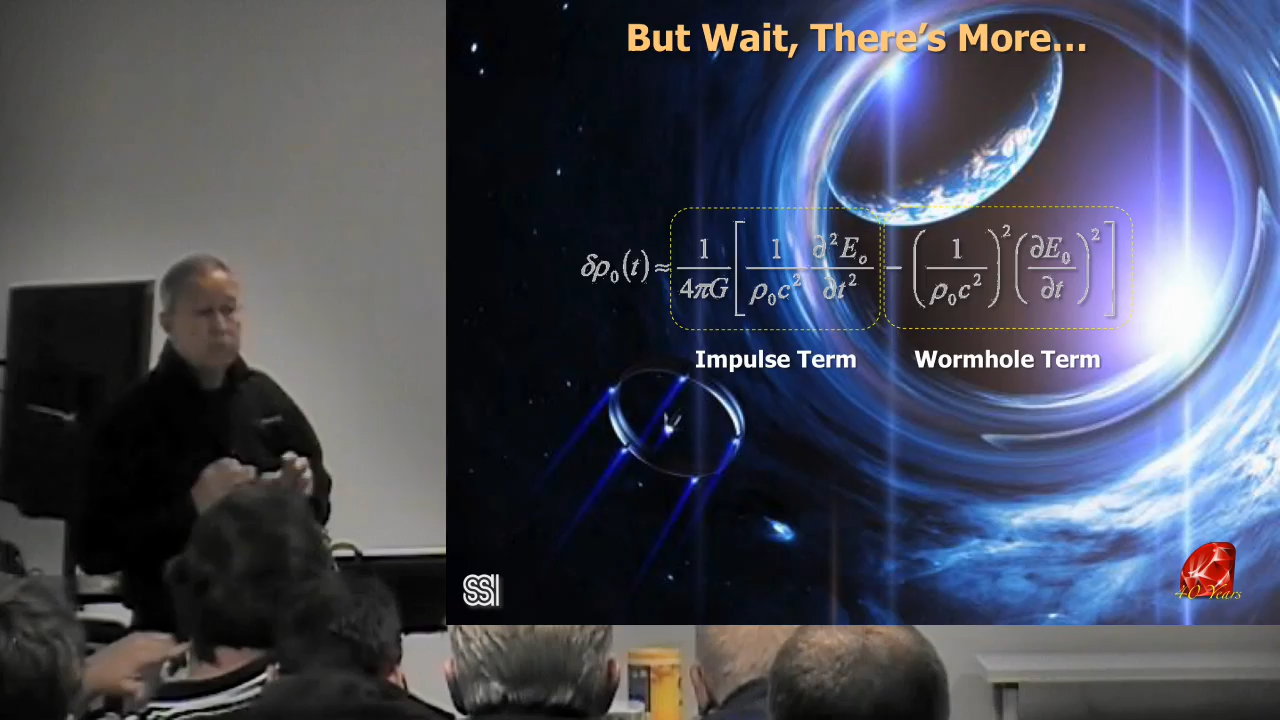 But Wait, There's More...
δρ₀(t) ≈ 1/4πG [ 1/ρ₀c² ∂²Eₒ/∂t² − (1/ρ₀c²)² (∂E₀/∂t)² ]
Impulse Term Wormhole Term
SSI
40 Years